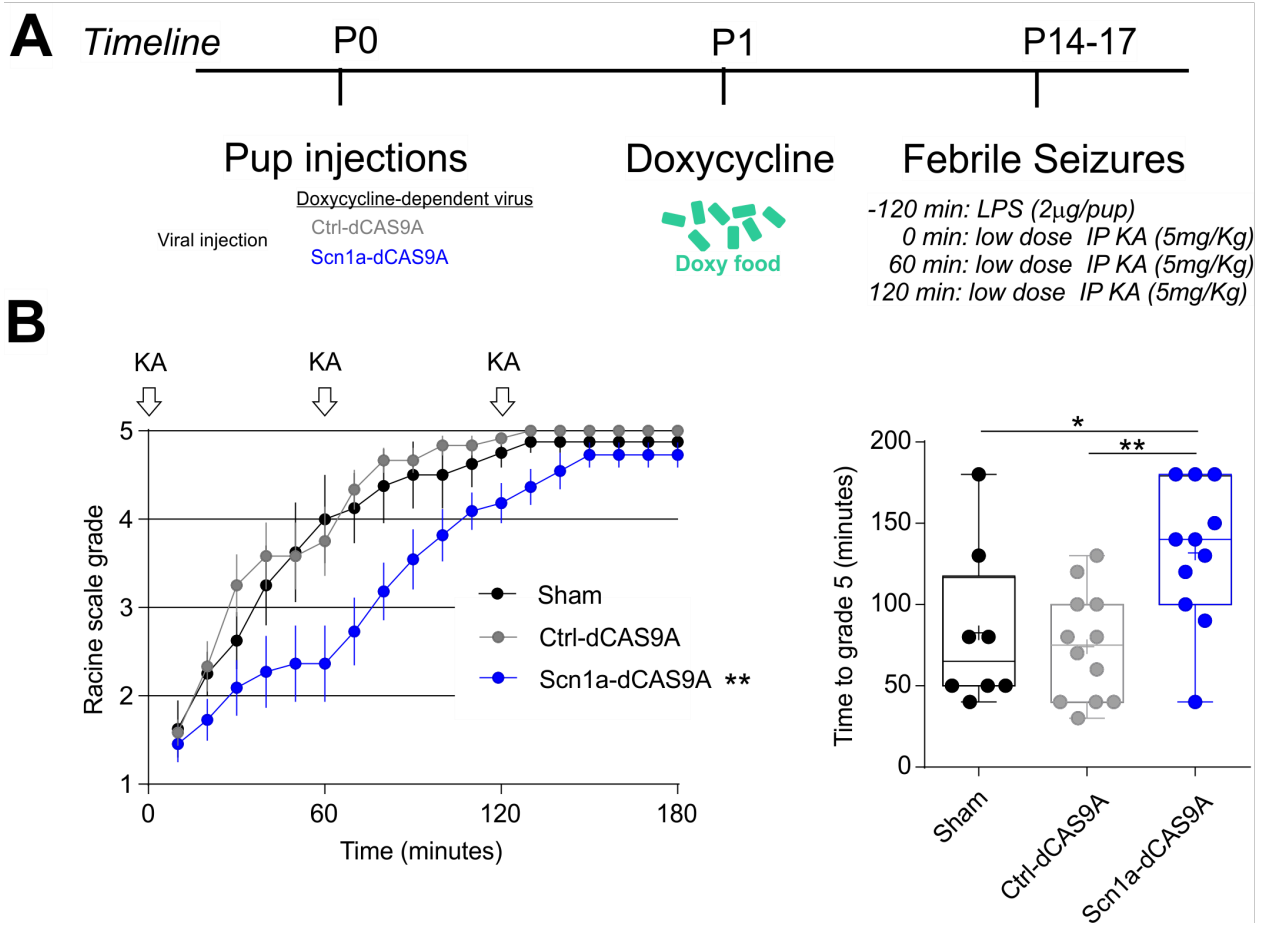 A
Timeline
P0
P1
P14-17
Pup injections
Doxycycline
Febrile Seizures
Doxycycline-dependent virus
Viral injection
Ctrl-dCAS9A
Scn1a-dCAS9A
Doxy food
-120 min: LPS (2µg/pup)
0 min: low dose IP KA (5mg/Kg)
60 min: low dose IP KA (5mg/Kg)
120 min: low dose IP KA (5mg/Kg)
B
KA
KA
KA
Racine scale grade
5
4
3
2
1
0
60
120
180
Time (minutes)
Sham
Ctrl-dCAS9A
Scn1a-dCAS9A **
Time to grade 5 (minutes)
200
150
100
50
0
*
**
Sham
Ctrl-dCAS9A
Scn1a-dCAS9A